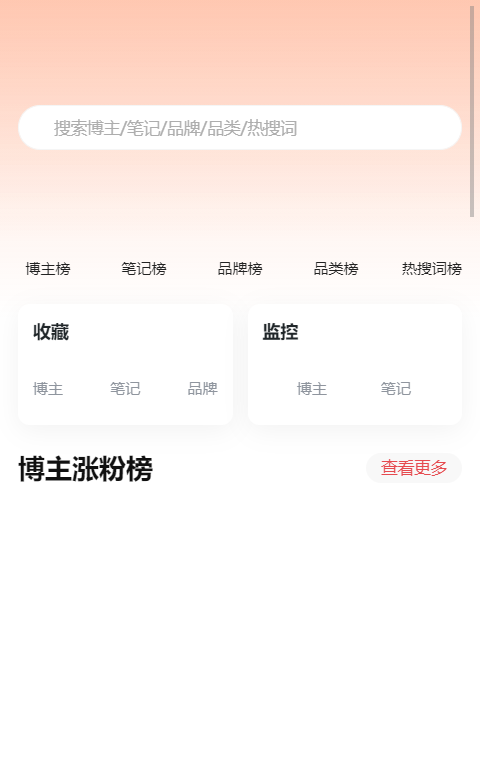 搜索博主/笔记/品牌/品类/热搜词
博主榜 笔记榜 品牌榜 品类榜 热搜词榜
收藏 监控
博主 笔记 品牌 博主 笔记
博主涨粉榜 查看更多